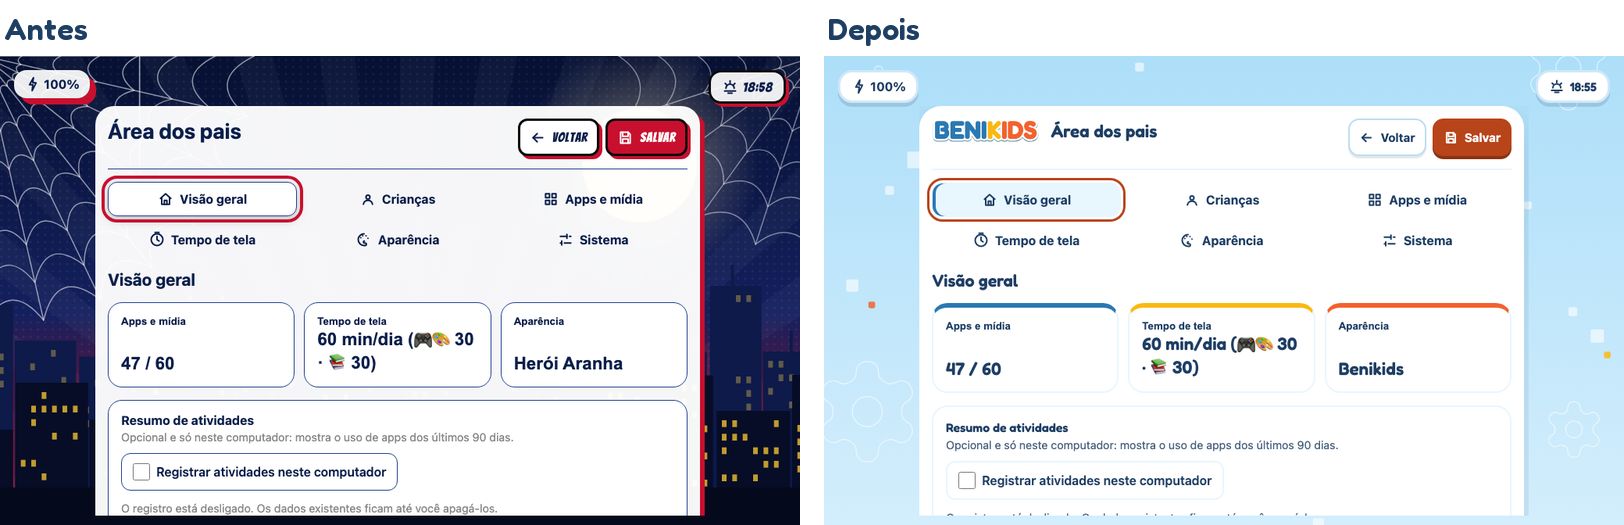 Antes
100%
18:58
Área dos pais
VOLTAR
SALVAR
Visão geral
Crianças
Apps e mídia
Tempo de tela
Aparência
Sistema
Visão geral
Apps e mídia
47 / 60
Tempo de tela
60 min/dia (🎮🎨 30
· 📚 30)
Aparência
Herói Aranha
Resumo de atividades
Opcional e só neste computador: mostra o uso de apps dos últimos 90 dias.
Registrar atividades neste computador
O registro está desligado. Os dados existentes ficam até você apagá-los.
Depois
100%
18:55
BENIKIDS
Área dos pais
Voltar
Salvar
Visão geral
Crianças
Apps e mídia
Tempo de tela
Aparência
Sistema
Visão geral
Apps e mídia
47 / 60
Tempo de tela
60 min/dia (🎮🎨 30
· 📚 30)
Aparência
Benikids
Resumo de atividades
Opcional e só neste computador: mostra o uso de apps dos últimos 90 dias.
Registrar atividades neste computador